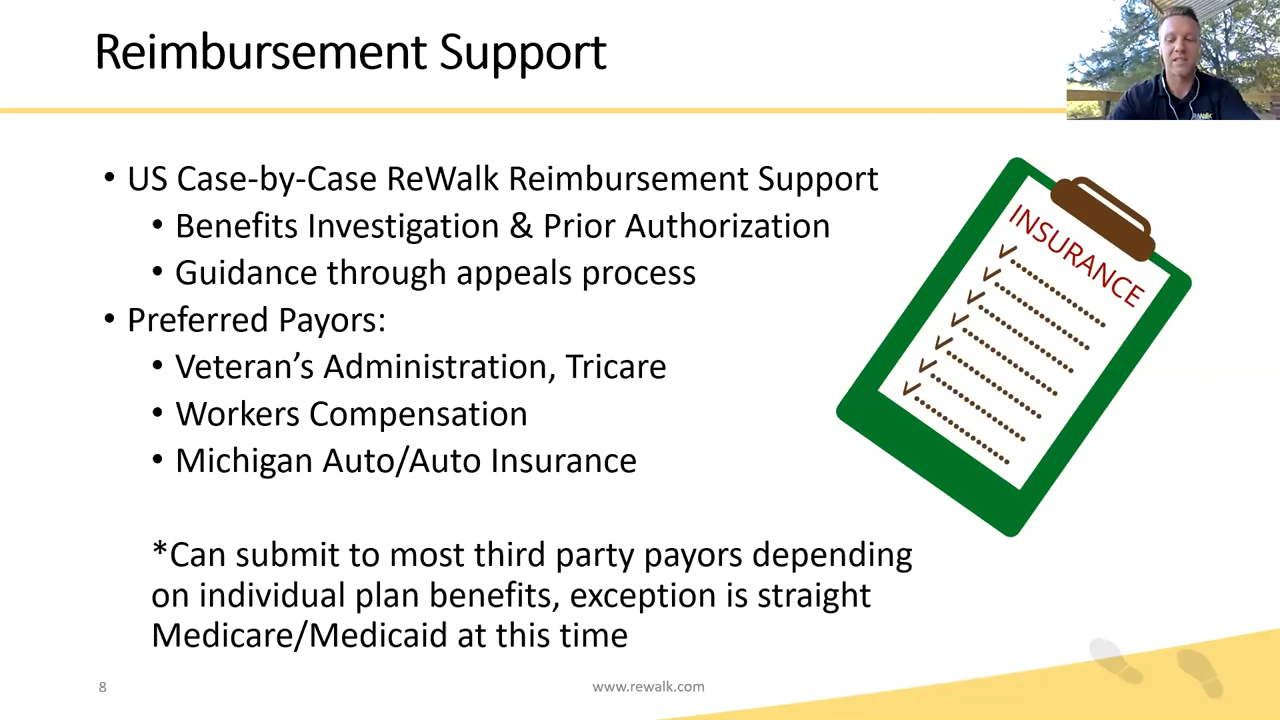 Reimbursement Support
• US Case-by-Case ReWalk Reimbursement Support
• Benefits Investigation & Prior Authorization
• Guidance through appeals process
• Preferred Payors:
• Veteran’s Administration, Tricare
• Workers Compensation
• Michigan Auto/Auto Insurance
*Can submit to most third party payors depending
on individual plan benefits, exception is straight
Medicare/Medicaid at this time
INSURANCE
8
www.rewalk.com